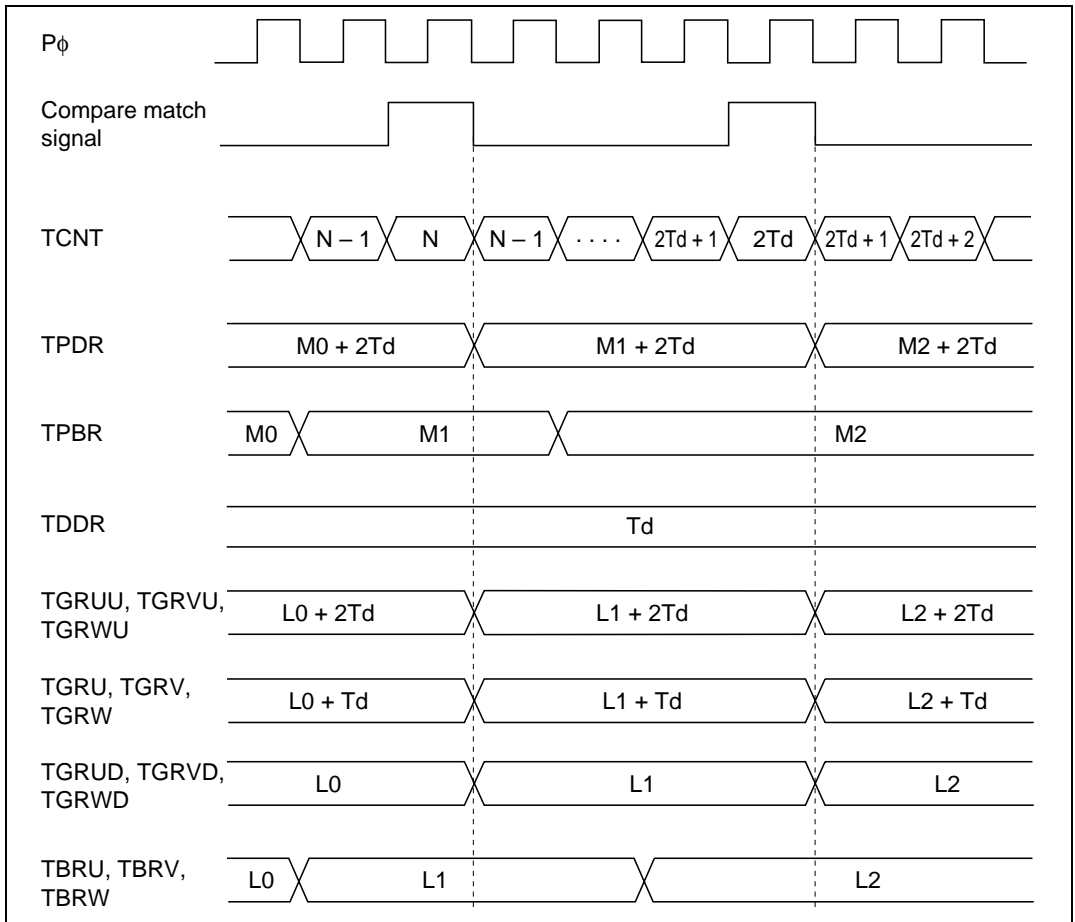 Pϕ
Compare match
signal
TCNT
N – 1 N N – 1 · · · · 2Td + 1 2Td 2Td + 1 2Td + 2
TPDR
M0 + 2Td M1 + 2Td M2 + 2Td
TPBR
M0 M1 M2
TDDR
Td
TGRUU, TGRVU,
TGRWU
L0 + 2Td L1 + 2Td L2 + 2Td
TGRU, TGRV,
TGRW
L0 + Td L1 + Td L2 + Td
TGRUD, TGRVD,
TGRWD
L0 L1 L2
TBRU, TBRV,
TBRW
L0 L1 L2